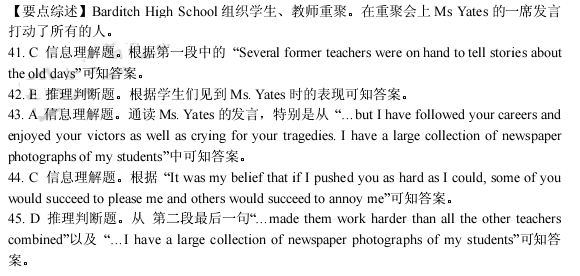 【要点综述】Barditch High School 组织学生、教师重聚。在重聚会上 Ms Yates 的一席发言
打动了所有的人。
41. C 信息理解题。根据第一段中的 “Several former teachers were on hand to tell stories about
the old days”可知答案。
42. B 推理判断题。根据学生们见到 Ms. Yates 时的表现可知答案。
43. A 信息理解题。通读 Ms. Yates 的发言，特别是从 “…but I have followed your careers and
enjoyed your victors as well as crying for your tragedies. I have a large collection of newspaper
photographs of my students”中可知答案。
44. C 信息理解题。根据 “It was my belief that if I pushed you as hard as I could, some of you
would succeed to please me and others would succeed to annoy me”可知答案。
45. D 推理判断题。从 第二段最后一句“…made them work harder than all the other teachers
combined”以及 “…I have a large collection of newspaper photographs of my students”可知答
案。